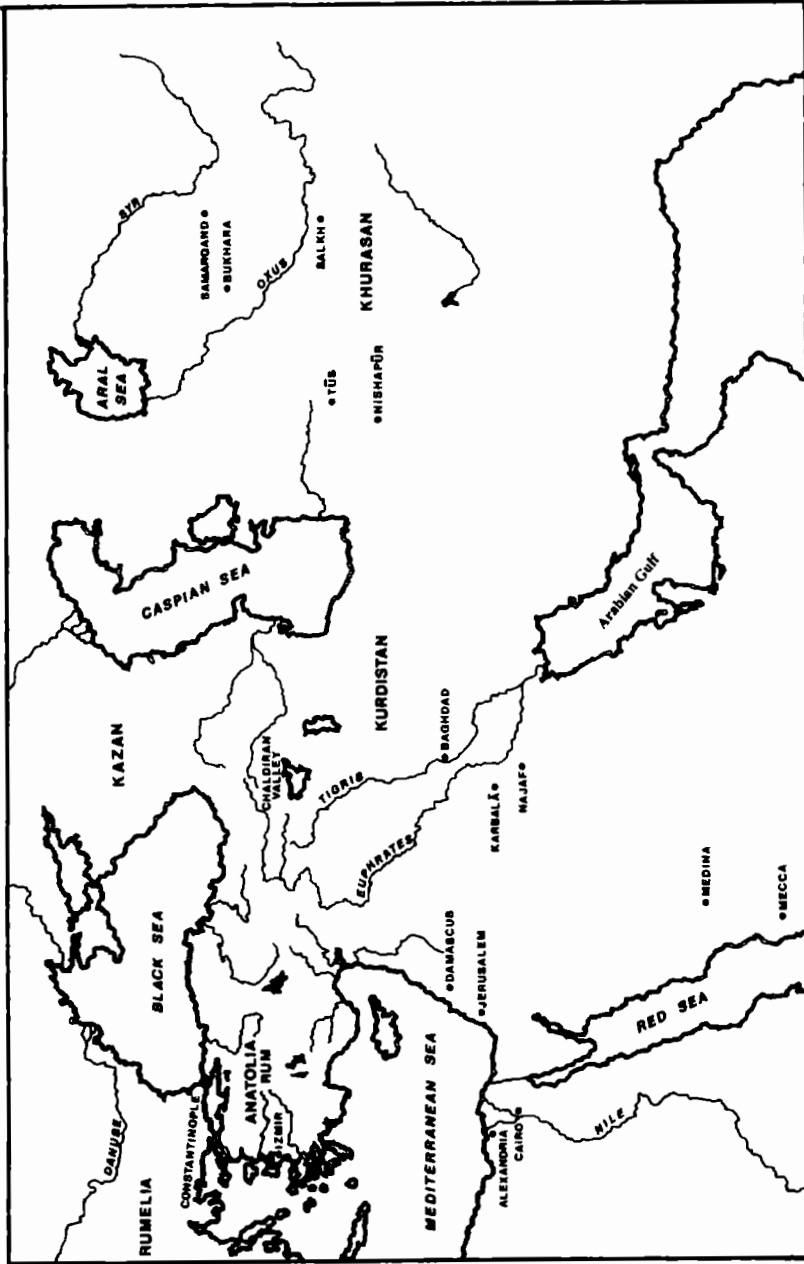 RUMELIA
DANUBE
CONSTANTINOPLE
BLACK SEA
KAZAN
CASPIAN SEA
ARAL
SEA
SYR
SAMARQAND
BUKHARA
OXUS
BALKH
KHURASAN
TŪS
NISHAPŪR
ANATOLIA
RUM
IZMIR
CHALDIRAN
VALLEY
TIGRIS
KURDISTAN
EUPHRATES
BAGHDAD
KARBALĀ
NAJAF
MEDITERRANEAN SEA
DAMASCUS
JERUSALEM
ALEXANDRIA
CAIRO
NILE
RED SEA
MEDINA
MECCA
Arabian Gulf